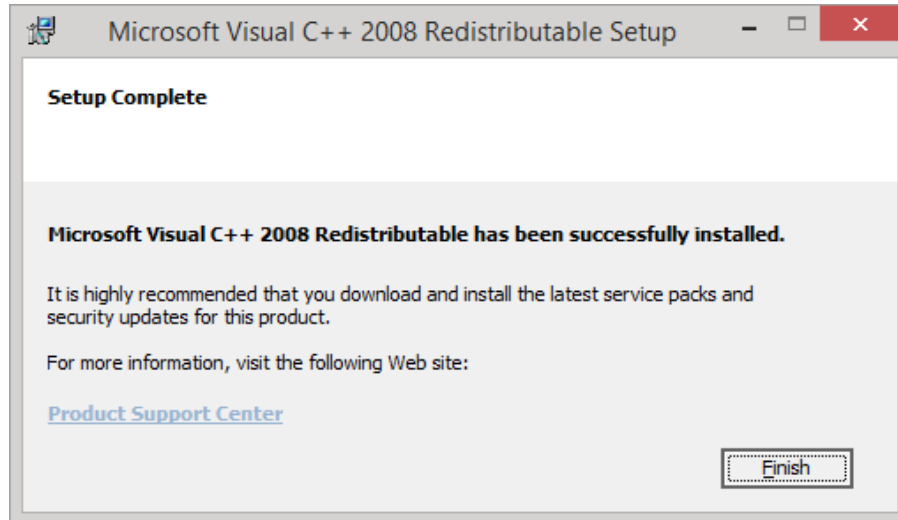 Microsoft Visual C++ 2008 Redistributable Setup
Setup Complete
Microsoft Visual C++ 2008 Redistributable has been successfully installed.
It is highly recommended that you download and install the latest service packs and
security updates for this product.
For more information, visit the following Web site:
Product Support Center
Finish